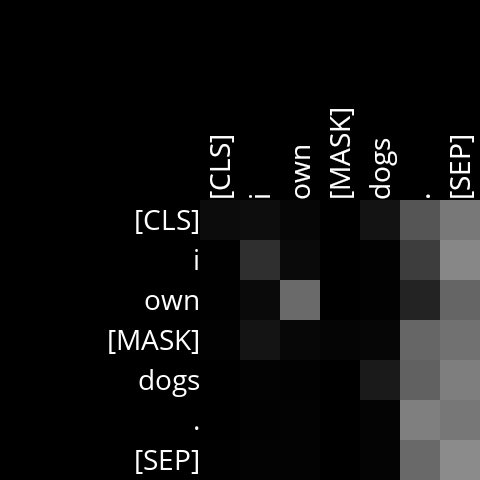 [CLS] i own [MASK] dogs . [SEP]
[CLS]
i
own
[MASK]
dogs
.
[SEP]